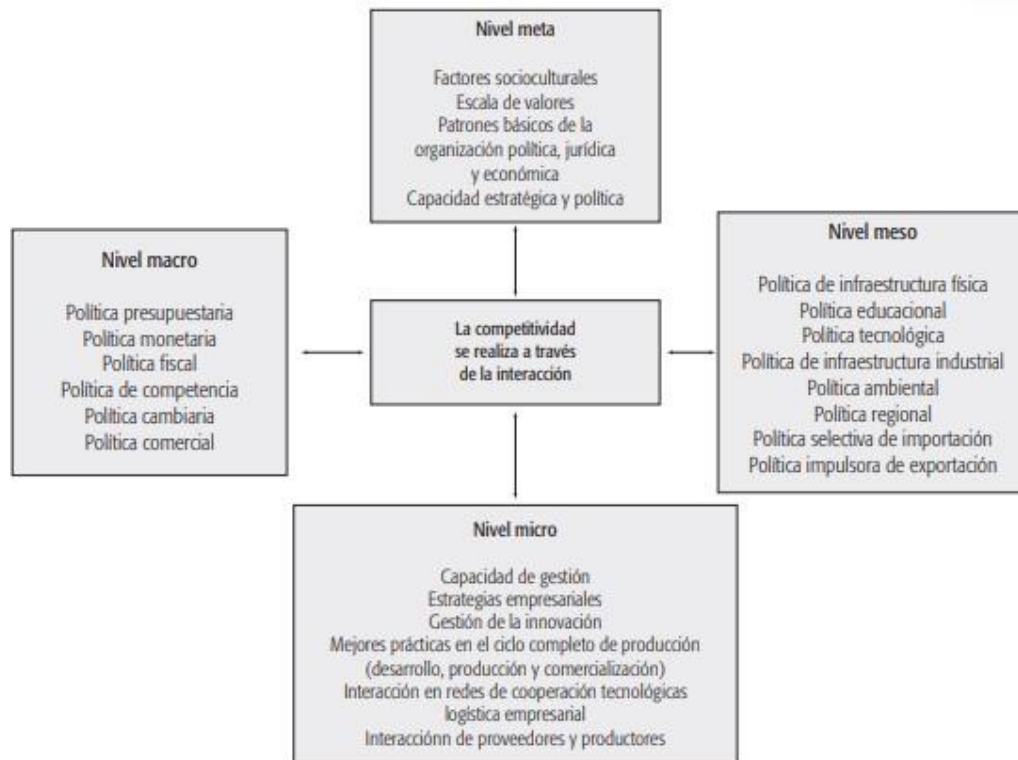 Nivel meta
Factores socioculturales
Escala de valores
Patrones básicos de la
organización política, jurídica
y económica
Capacidad estratégica y política
Nivel macro
Política presupuestaria
Política monetaria
Política fiscal
Política de competencia
Política cambiaria
Política comercial
La competitividad
se realiza a través
de la interacción
Nivel meso
Política de infraestructura física
Política educacional
Política tecnológica
Política de infraestructura industrial
Política ambiental
Política regional
Política selectiva de importación
Política impulsora de exportación
Nivel micro
Capacidad de gestión
Estrategias empresariales
Gestión de la innovación
Mejores prácticas en el ciclo completo de producción
(desarrollo, producción y comercialización)
Interacción en redes de cooperación tecnológicas
logística empresarial
Interacciónn de proveedores y productores